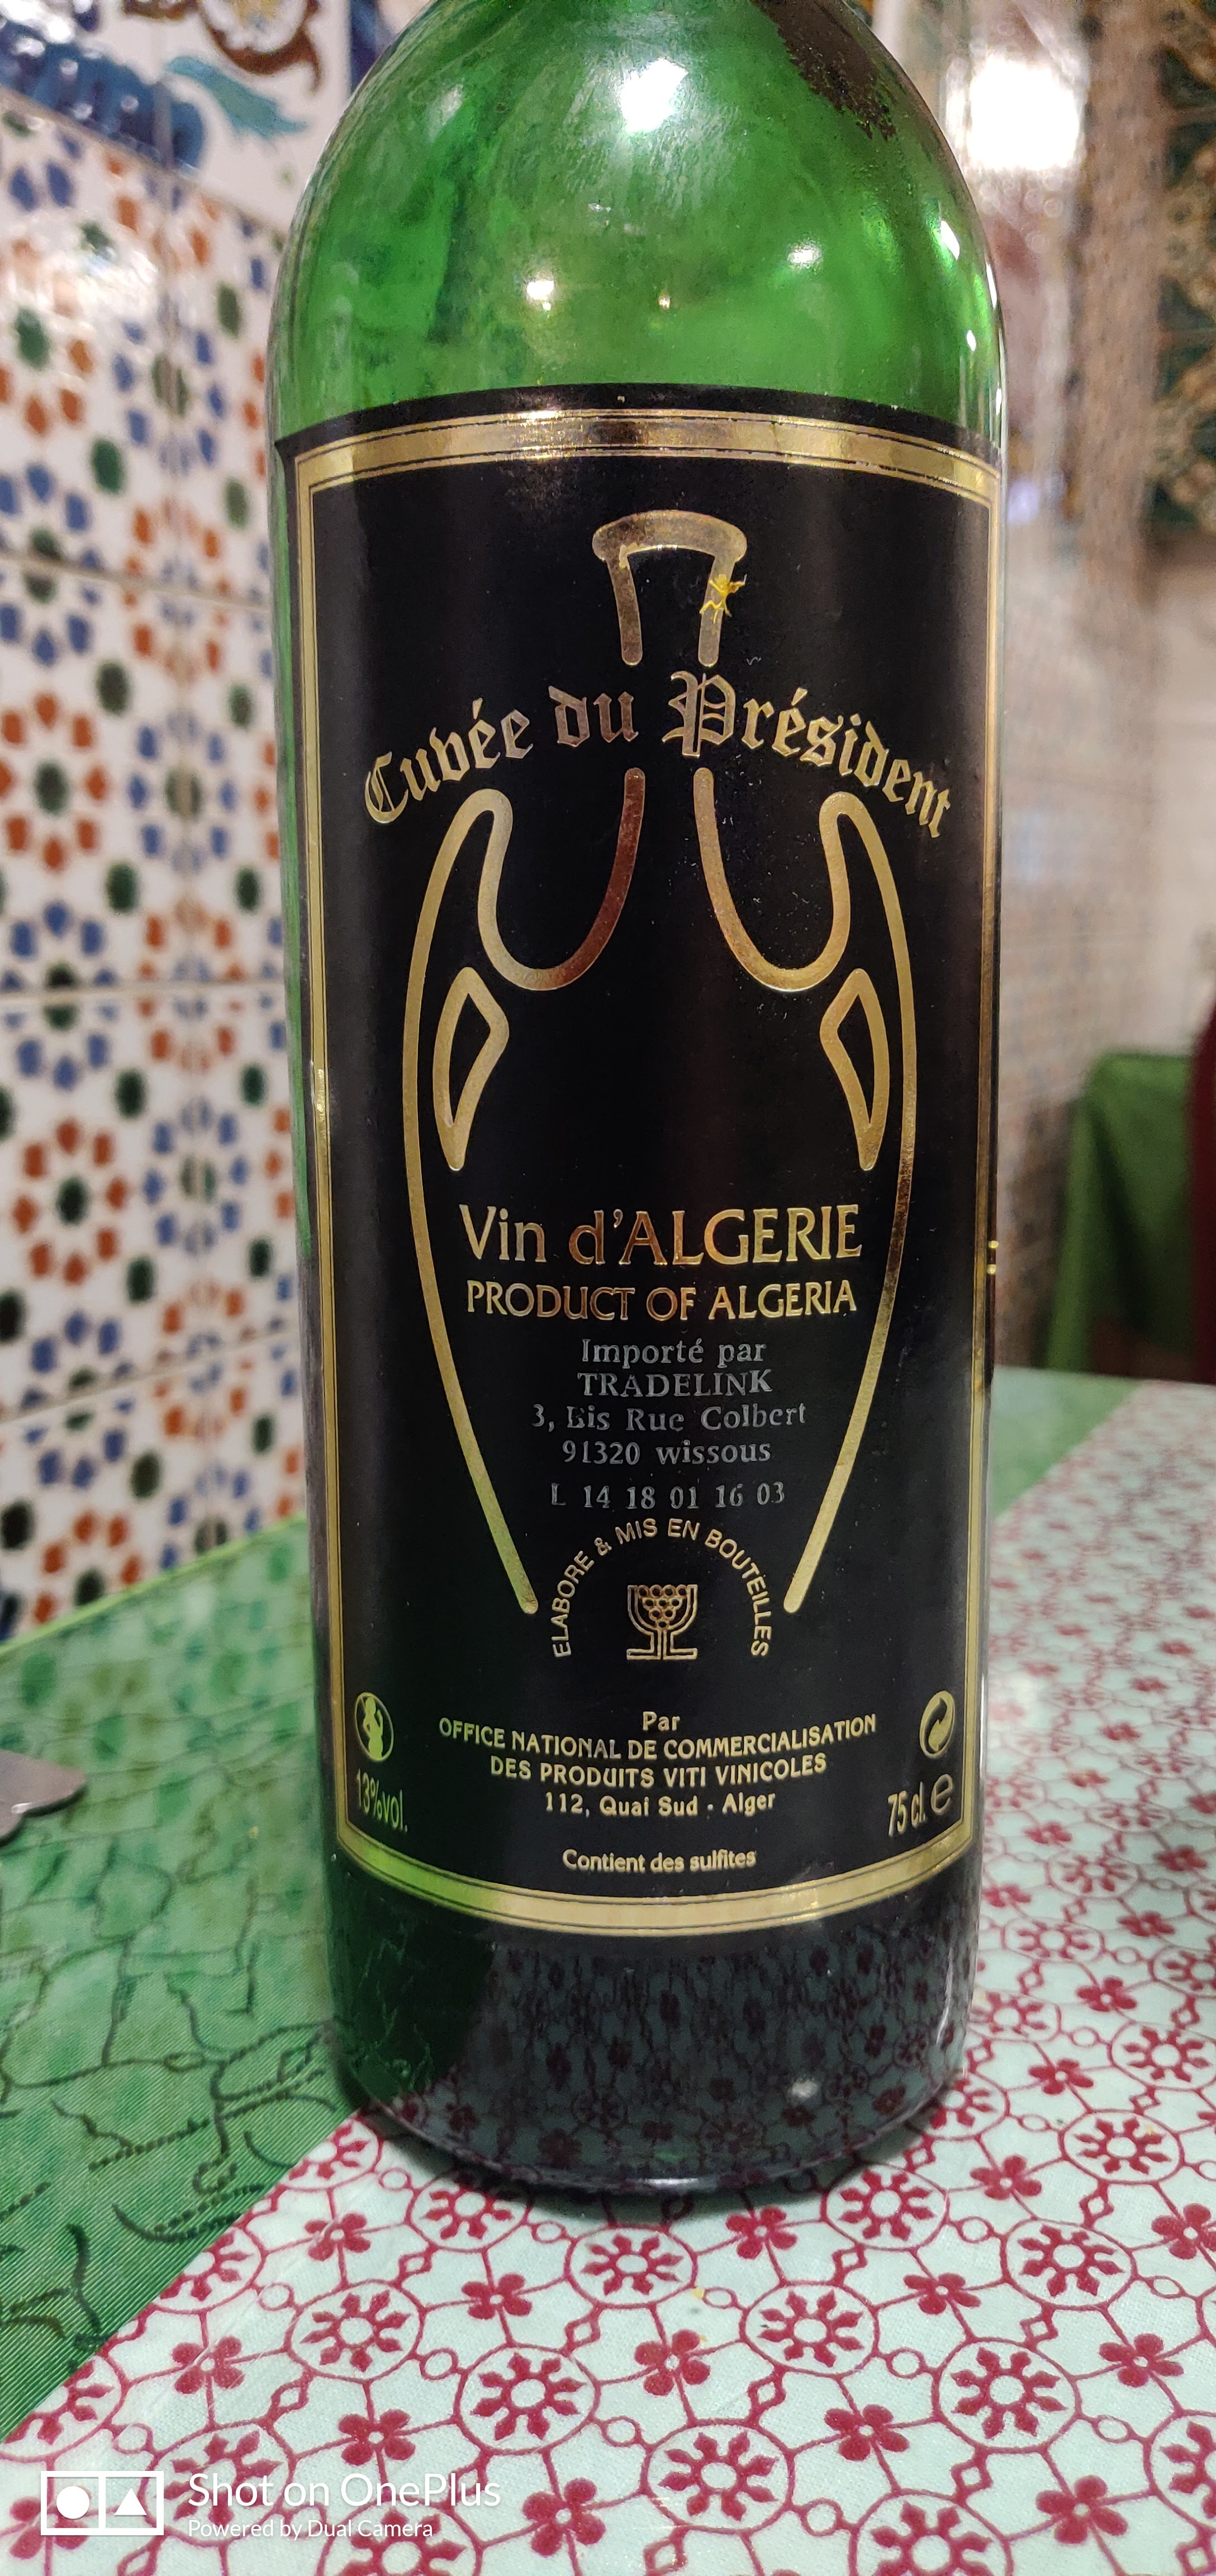 Cuvée du Président
Vin d'ALGERIE
PRODUCT OF ALGERIA
Importé par
TRADELINK
3, Bis Rue Colbert
91320 wissous
L 14 18 01 16 03
ELABORE & MIS EN BOUTEILLES
Par
OFFICE NATIONAL DE COMMERCIALISATION
DES PRODUITS VITI VINICOLES
112, Quai Sud - Alger
13%vol.
75 cl. e
Contient des sulfites
Shot on OnePlus
Powered by Dual Camera